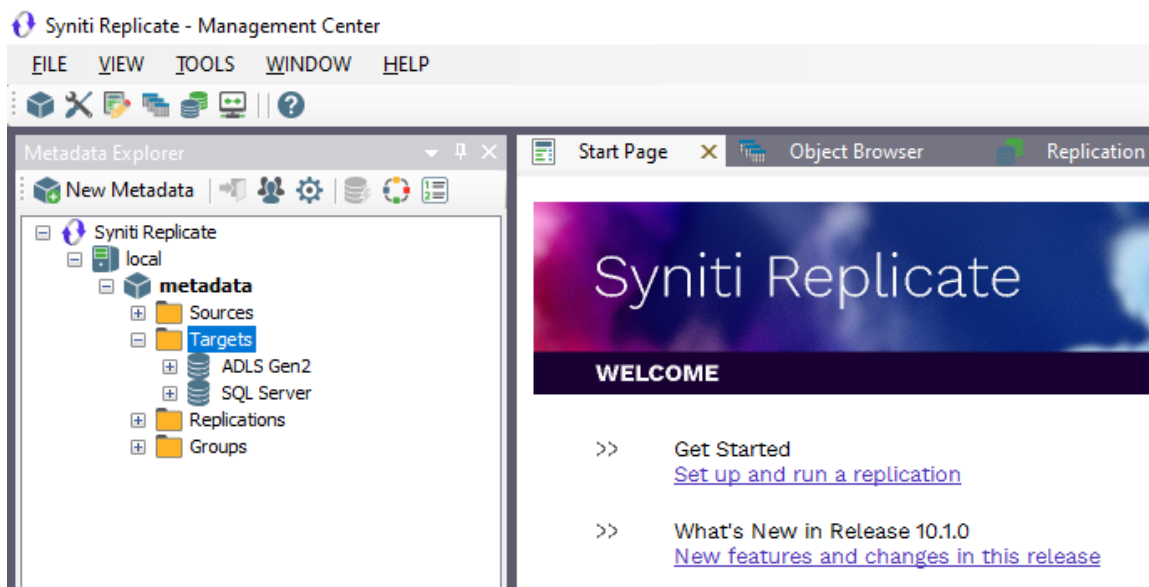 Syniti Replicate - Management Center
FILE VIEW TOOLS WINDOW HELP
Metadata Explorer
Start Page
Object Browser
Replication
New Metadata
Syniti Replicate
local
metadata
Sources
Targets
ADLS Gen2
SQL Server
Replications
Groups
Syniti Replicate
WELCOME
>> Get Started
Set up and run a replication
>> What's New in Release 10.1.0
New features and changes in this release